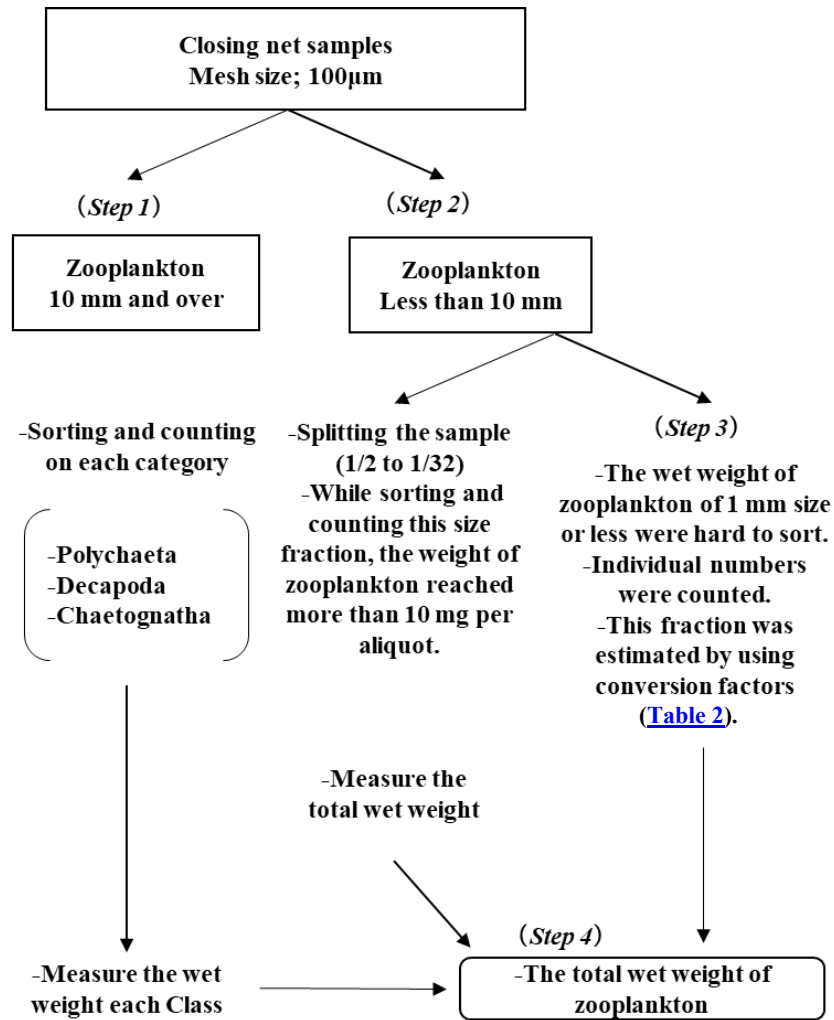 Closing net samples
Mesh size; 100μm
(Step 1)
(Step 2)
Zooplankton
10 mm and over
Zooplankton
Less than 10 mm
-Sorting and counting
on each category
-Polychaeta
-Decapoda
-Chaetognatha
-Splitting the sample
(1/2 to 1/32)
-While sorting and
counting this size
fraction, the weight of
zooplankton reached
more than 10 mg per
aliquot.
(Step 3)
-The wet weight of
zooplankton of 1 mm size
or less were hard to sort.
-Individual numbers
were counted.
-This fraction was
estimated by using
conversion factors
(Table 2).
-Measure the
total wet weight
(Step 4)
-Measure the wet
weight each Class
-The total wet weight of
zooplankton